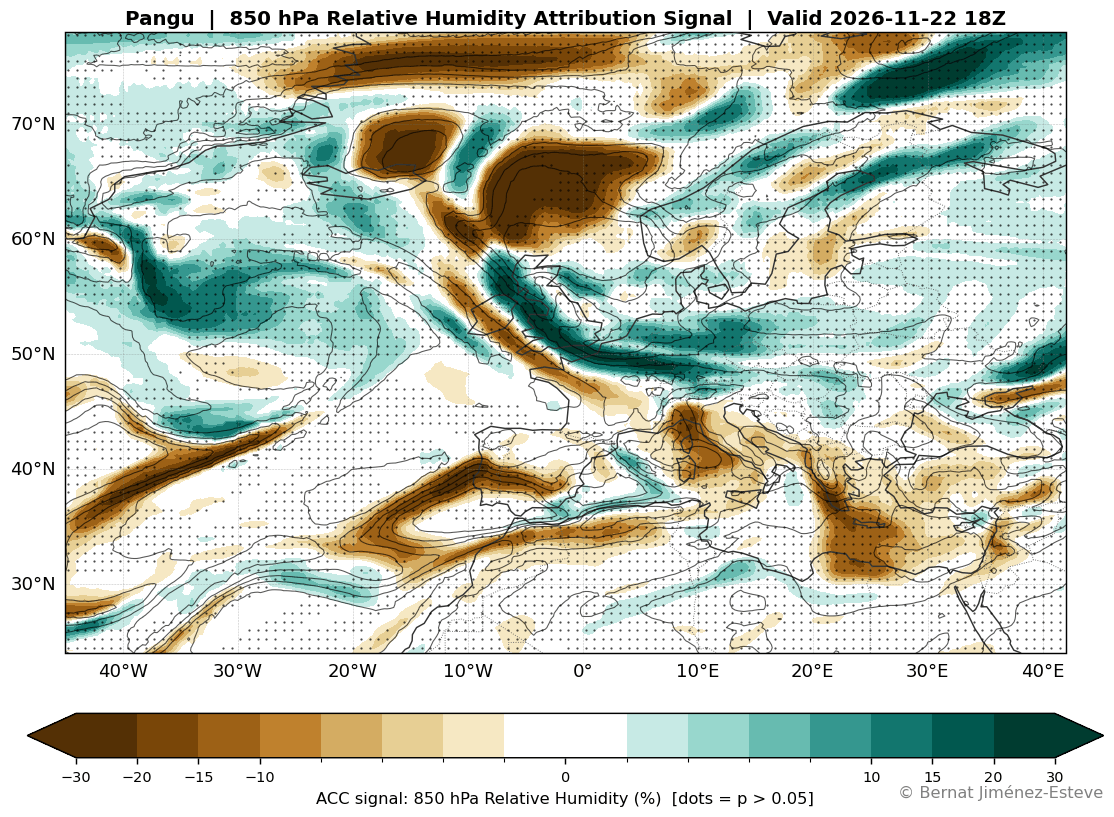 Pangu | 850 hPa Relative Humidity Attribution Signal | Valid 2026-11-22 18Z
70°N
60°N
50°N
40°N
30°N
40°W 30°W 20°W 10°W 0° 10°E 20°E 30°E 40°E
−30 −20 −15 −10 0 10 15 20 30
ACC signal: 850 hPa Relative Humidity (%) [dots = p > 0.05]
© Bernat Jiménez-Esteve